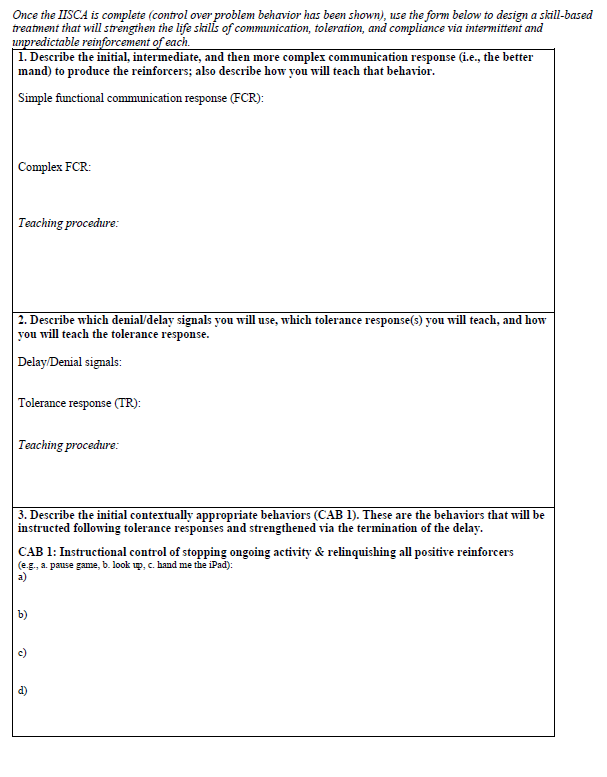 Once the IISCA is complete (control over problem behavior has been shown), use the form below to design a skill-based
treatment that will strengthen the life skills of communication, toleration, and compliance via intermittent and
unpredictable reinforcement of each.
1. Describe the initial, intermediate, and then more complex communication response (i.e., the better
mand) to produce the reinforcers; also describe how you will teach that behavior.
Simple functional communication response (FCR):
Complex FCR:
Teaching procedure:
2. Describe which denial/delay signals you will use, which tolerance response(s) you will teach, and how
you will teach the tolerance response.
Delay/Denial signals:
Tolerance response (TR):
Teaching procedure:
3. Describe the initial contextually appropriate behaviors (CAB 1). These are the behaviors that will be
instructed following tolerance responses and strengthened via the termination of the delay.
CAB 1: Instructional control of stopping ongoing activity & relinquishing all positive reinforcers
(e.g., a. pause game, b. look up, c. hand me the iPad):
a)
b)
c)
d)